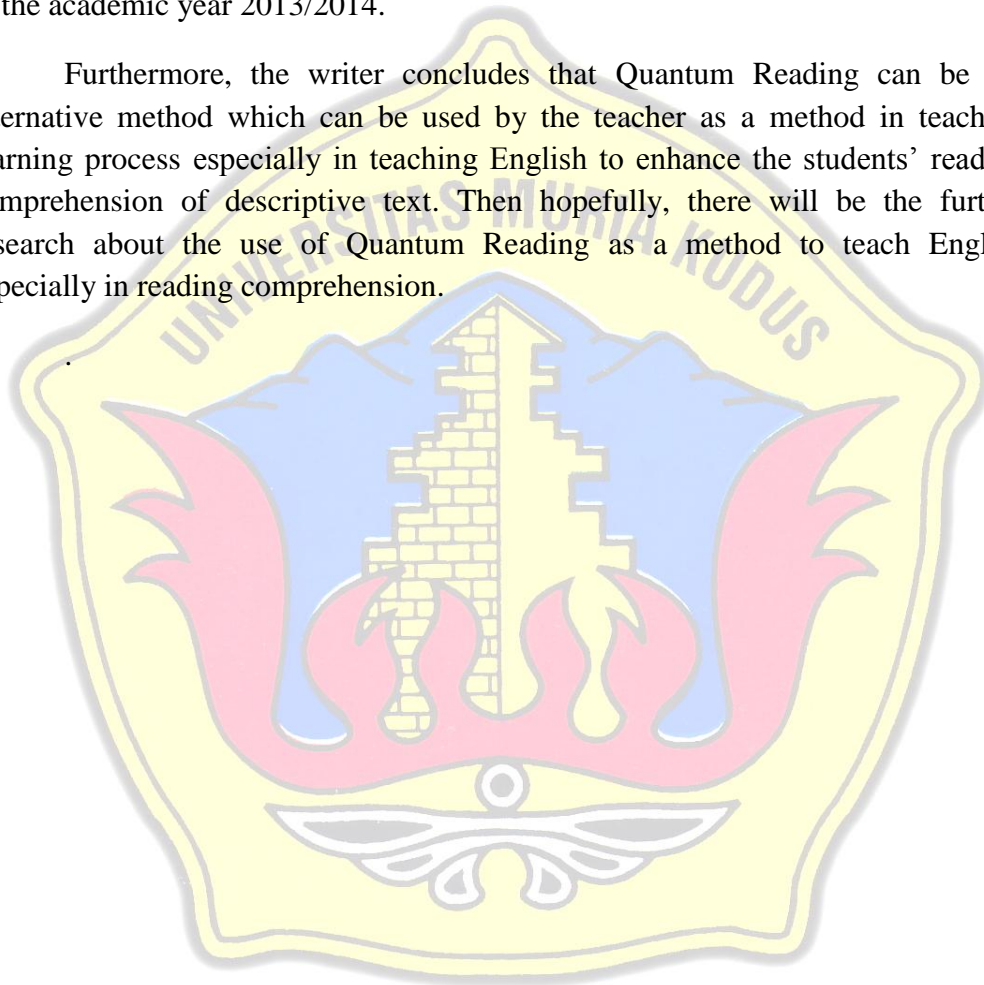 the academic year 2013/2014.
Furthermore, the writer concludes that Quantum Reading can be
ernative method which can be used by the teacher as a method in teach
arning process especially in teaching English to enhance the students’ read
mprehension of descriptive text. Then hopefully, there will be the furt
search about the use of Quantum Reading as a method to teach Engl
pecially in reading comprehension.
.
UNIVERSITAS MURIA KUDUS